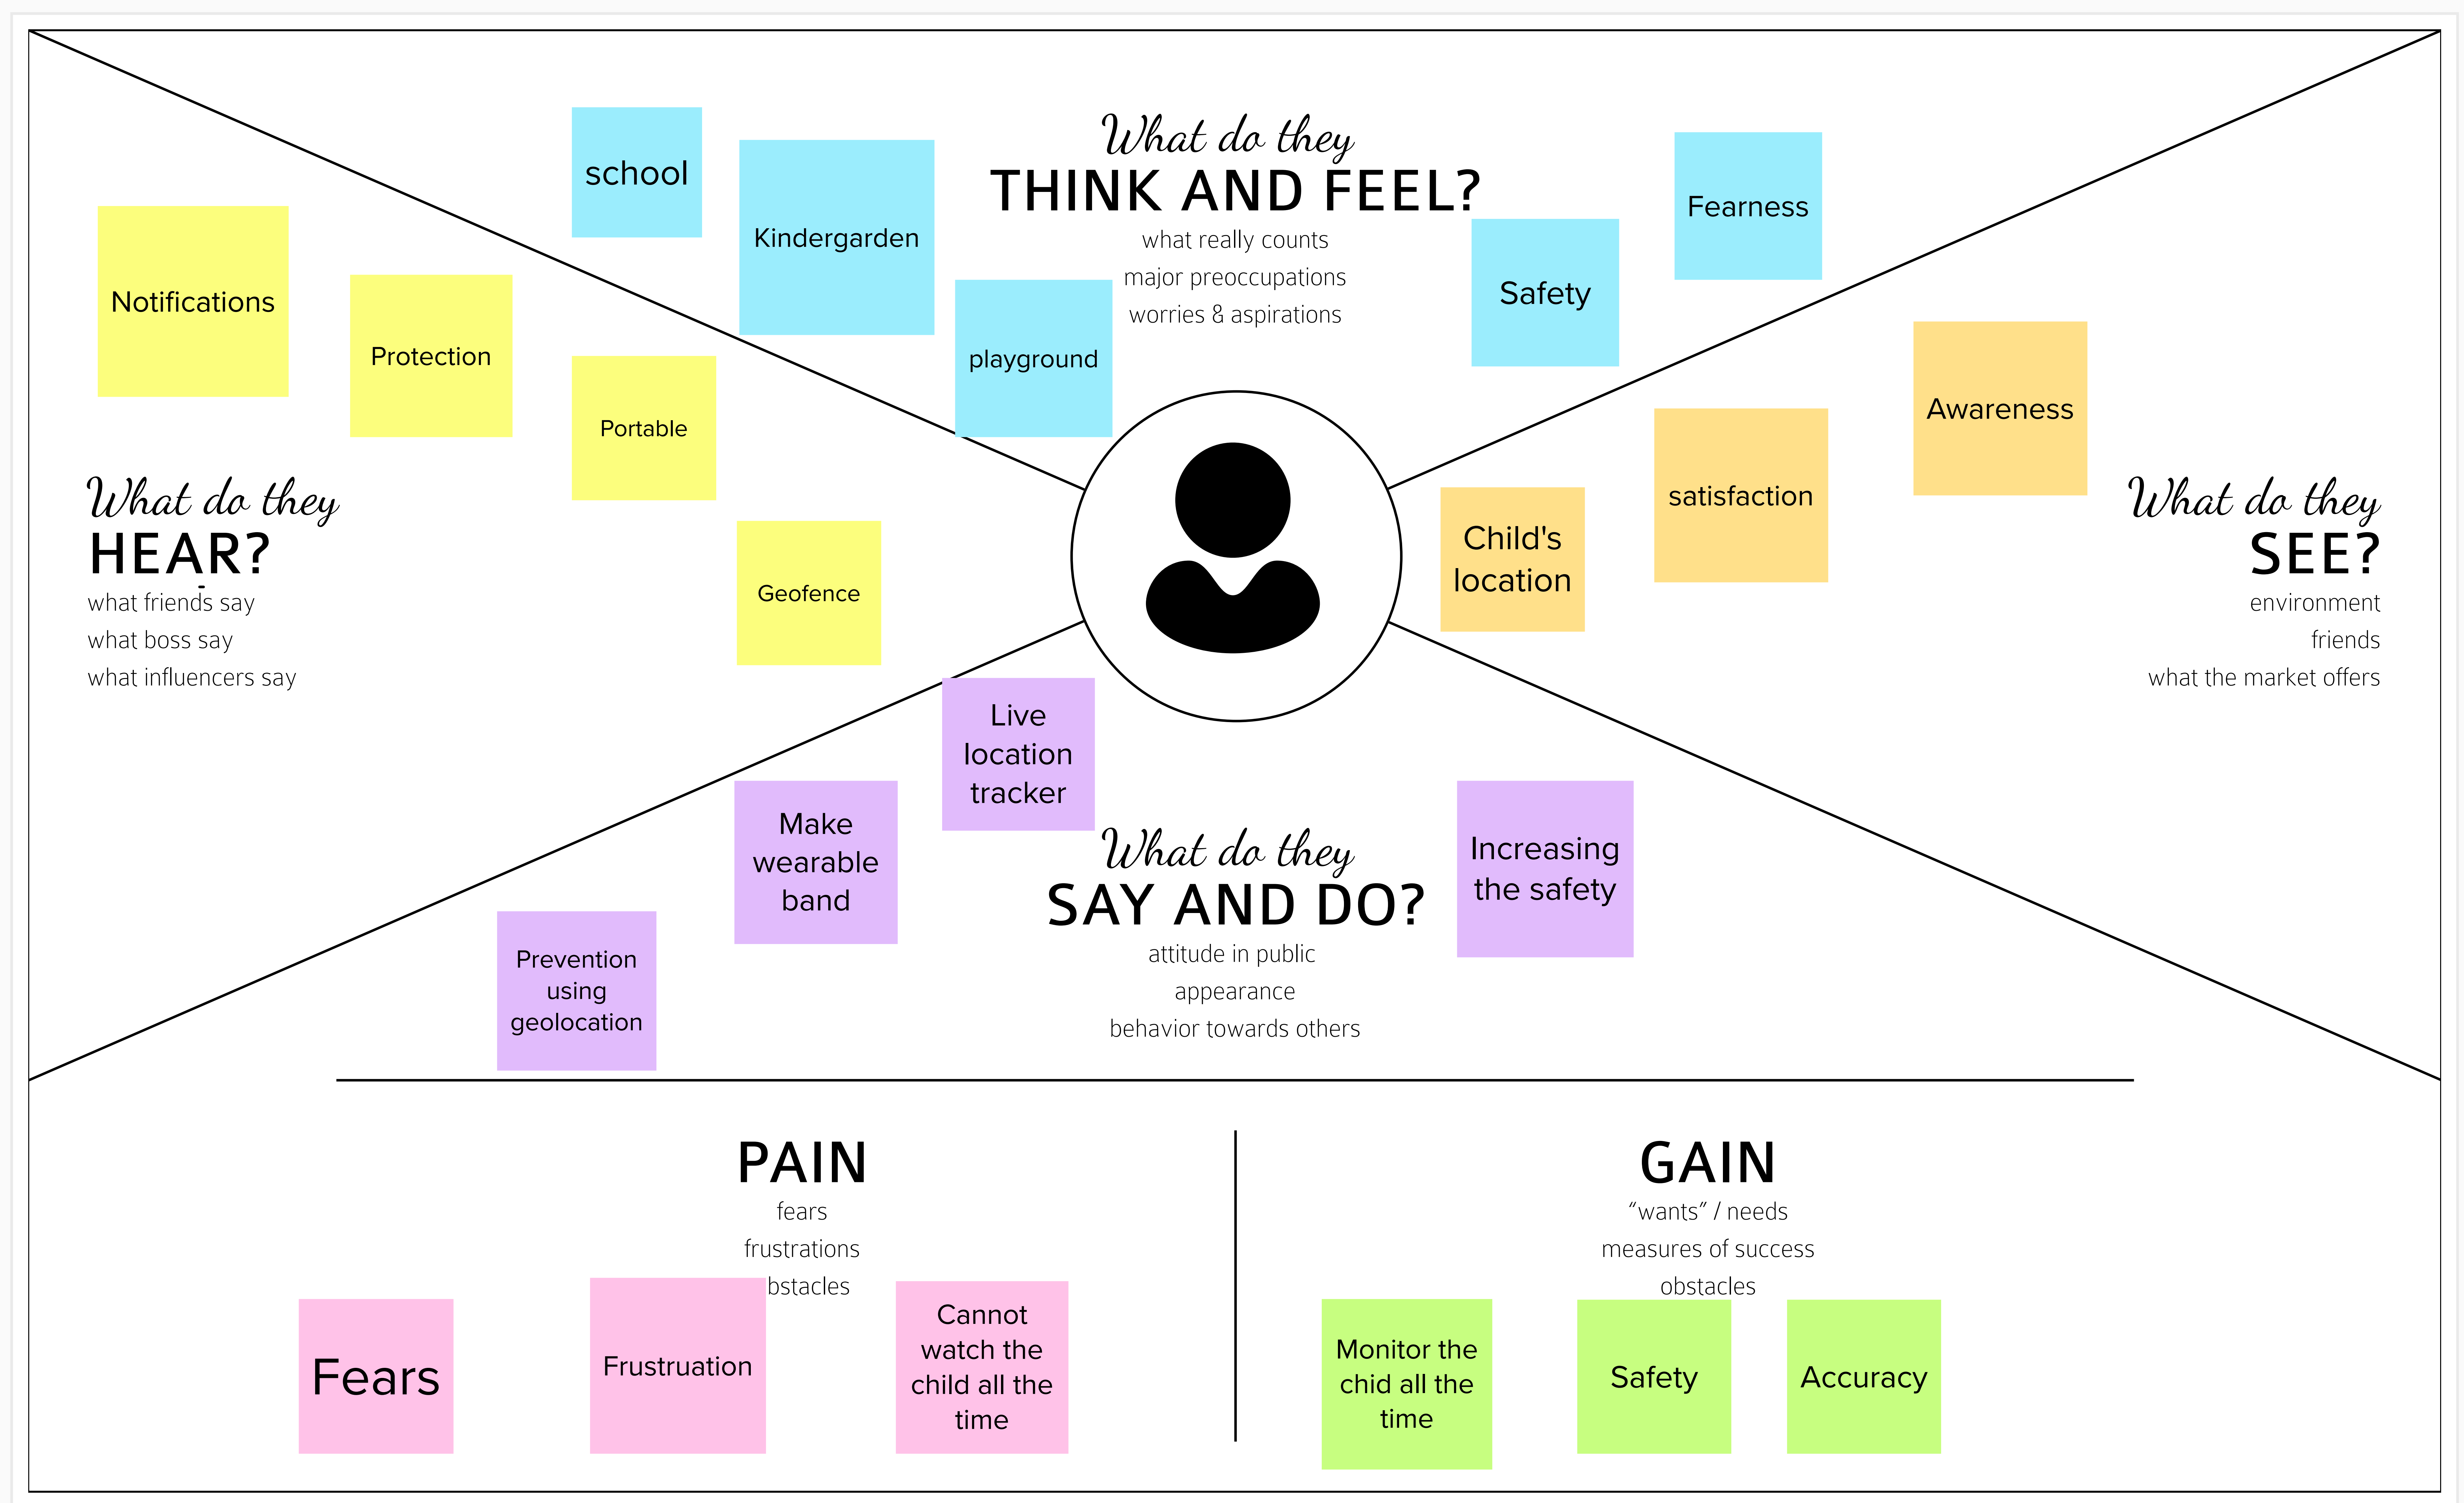 What do they
THINK AND FEEL?
what really counts
major preoccupations
worries & aspirations
school
Kindergarden
playground
Safety
Fearness
What do they
HEAR?
what friends say
what boss say
what influencers say
Notifications
Protection
Portable
Geofence
What do they
SEE?
environment
friends
what the market offers
Child's
location
satisfaction
Awareness
What do they
SAY AND DO?
attitude in public
appearance
behavior towards others
Live
location
tracker
Make
wearable
band
Prevention
using
geolocation
Increasing
the safety
PAIN
fears
frustrations
bstacles
Fears
Frustruation
Cannot
watch the
child all the
time
GAIN
“wants” / needs
measures of success
obstacles
Monitor the
chid all the
time
Safety
Accuracy